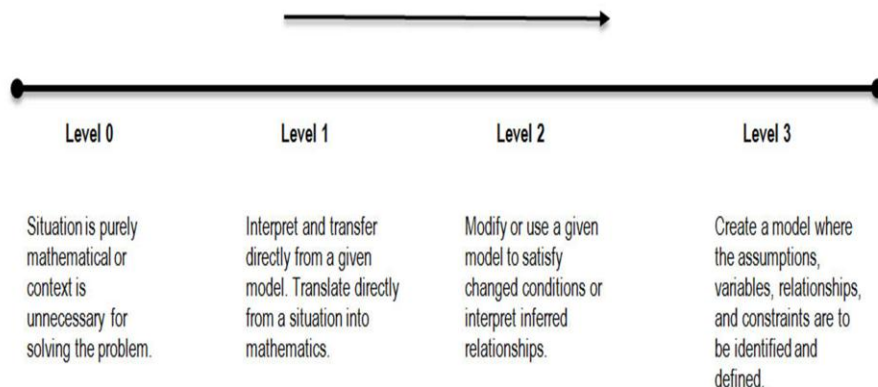 Level 0
Level 1
Level 2
Level 3
Situation is purely
mathematical or
context is
unnecessary for
solving the problem.
Interpret and transfer
directly from a given
model. Translate directly
from a situation into
mathematics.
Modify or use a given
model to satisfy
changed conditions or
interpret inferred
relationships.
Create a model where
the assumptions,
variables, relationships,
and constraints are to
be identified and
defined.